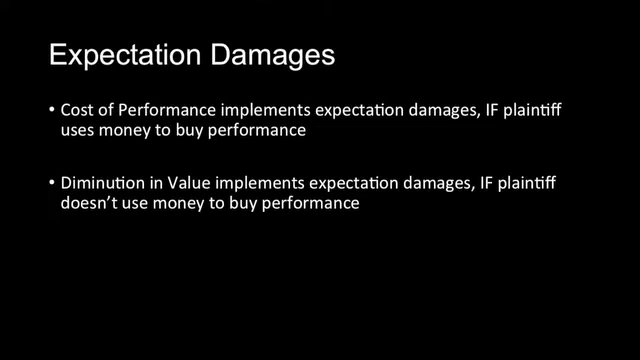 Expectation Damages
• Cost of Performance implements expectation damages, IF plaintiff
uses money to buy performance
• Diminution in Value implements expectation damages, IF plaintiff
doesn't use money to buy performance